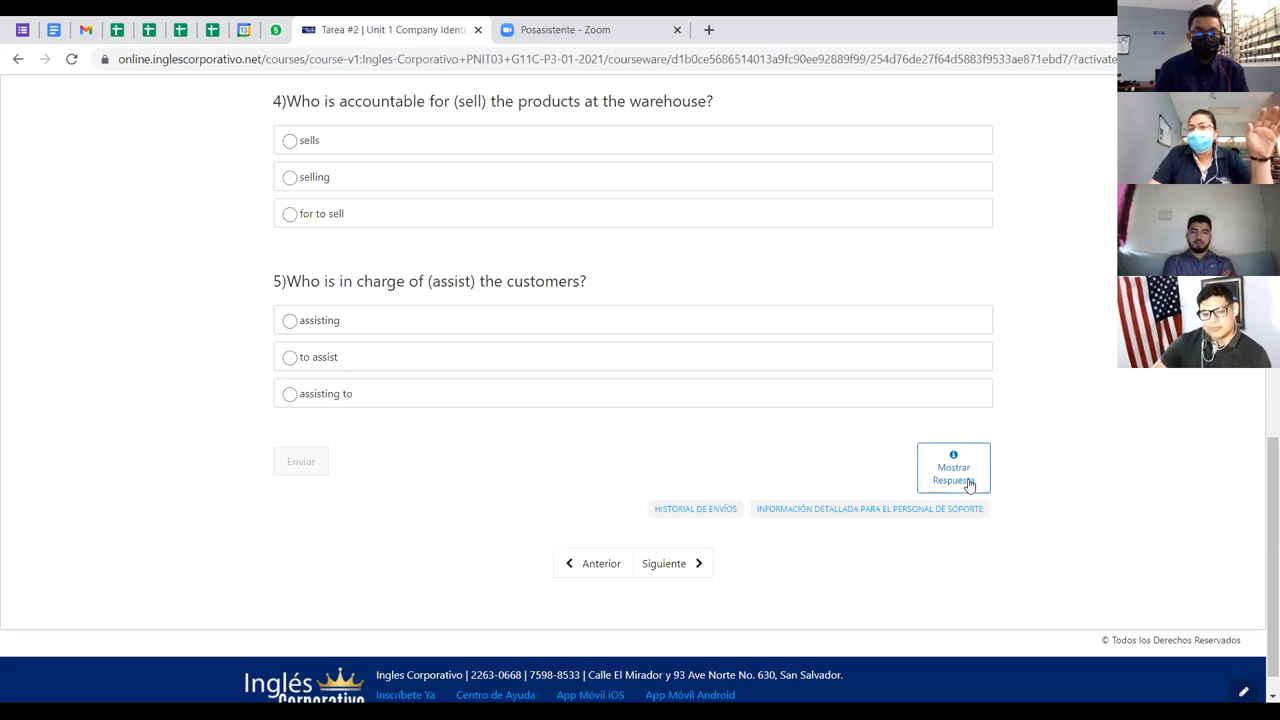 Tarea #2 | Unit 1 Company Identi
Posasistente - Zoom
online.inglescorporativo.net/courses/course-v1:Ingles-Corporativo+PNIT03+G11C-P3-01-2021/courseware/d1b0ce5686514013a9fc90ee92889f99/254d76de27f64d5883f9533ae871ebd7/?activate
4)Who is accountable for (sell) the products at the warehouse?
sells
selling
for to sell
5)Who is in charge of (assist) the customers?
assisting
to assist
assisting to
Enviar
Mostrar
Respuesta
HISTORIAL DE ENVÍOS
INFORMACIÓN DETALLADA PARA EL PERSONAL DE SOPORTE
Anterior
Siguiente
© Todos los Derechos Reservados
Inglés
Corporativo
Ingles Corporativo | 2263-0668 | 7598-8533 | Calle El Mirador y 93 Ave Norte No. 630, San Salvador.
Inscríbete Ya
Centro de Ayuda
App Móvil iOS
App Móvil Android